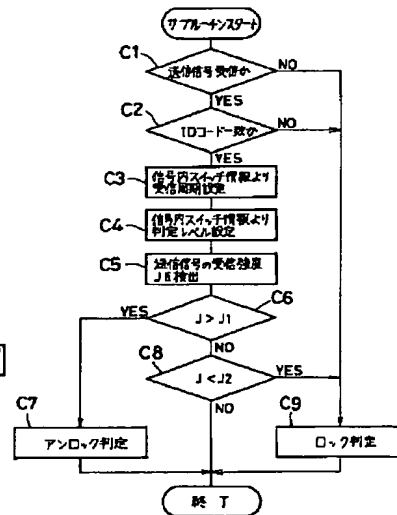 サブルーチンスタート
C1
送信信号受信か
NO
YES
C2
IDコード一致か
NO
YES
C3
信号内スイッチ情報より
受信周期設定
C4
信号内スイッチ情報より
判定レベル設定
C5
送信信号の受信強度
J を検出
C6
YES
J > J1
NO
C8
J < J2
YES
NO
C7
アンロック判定
C9
ロック判定
終了